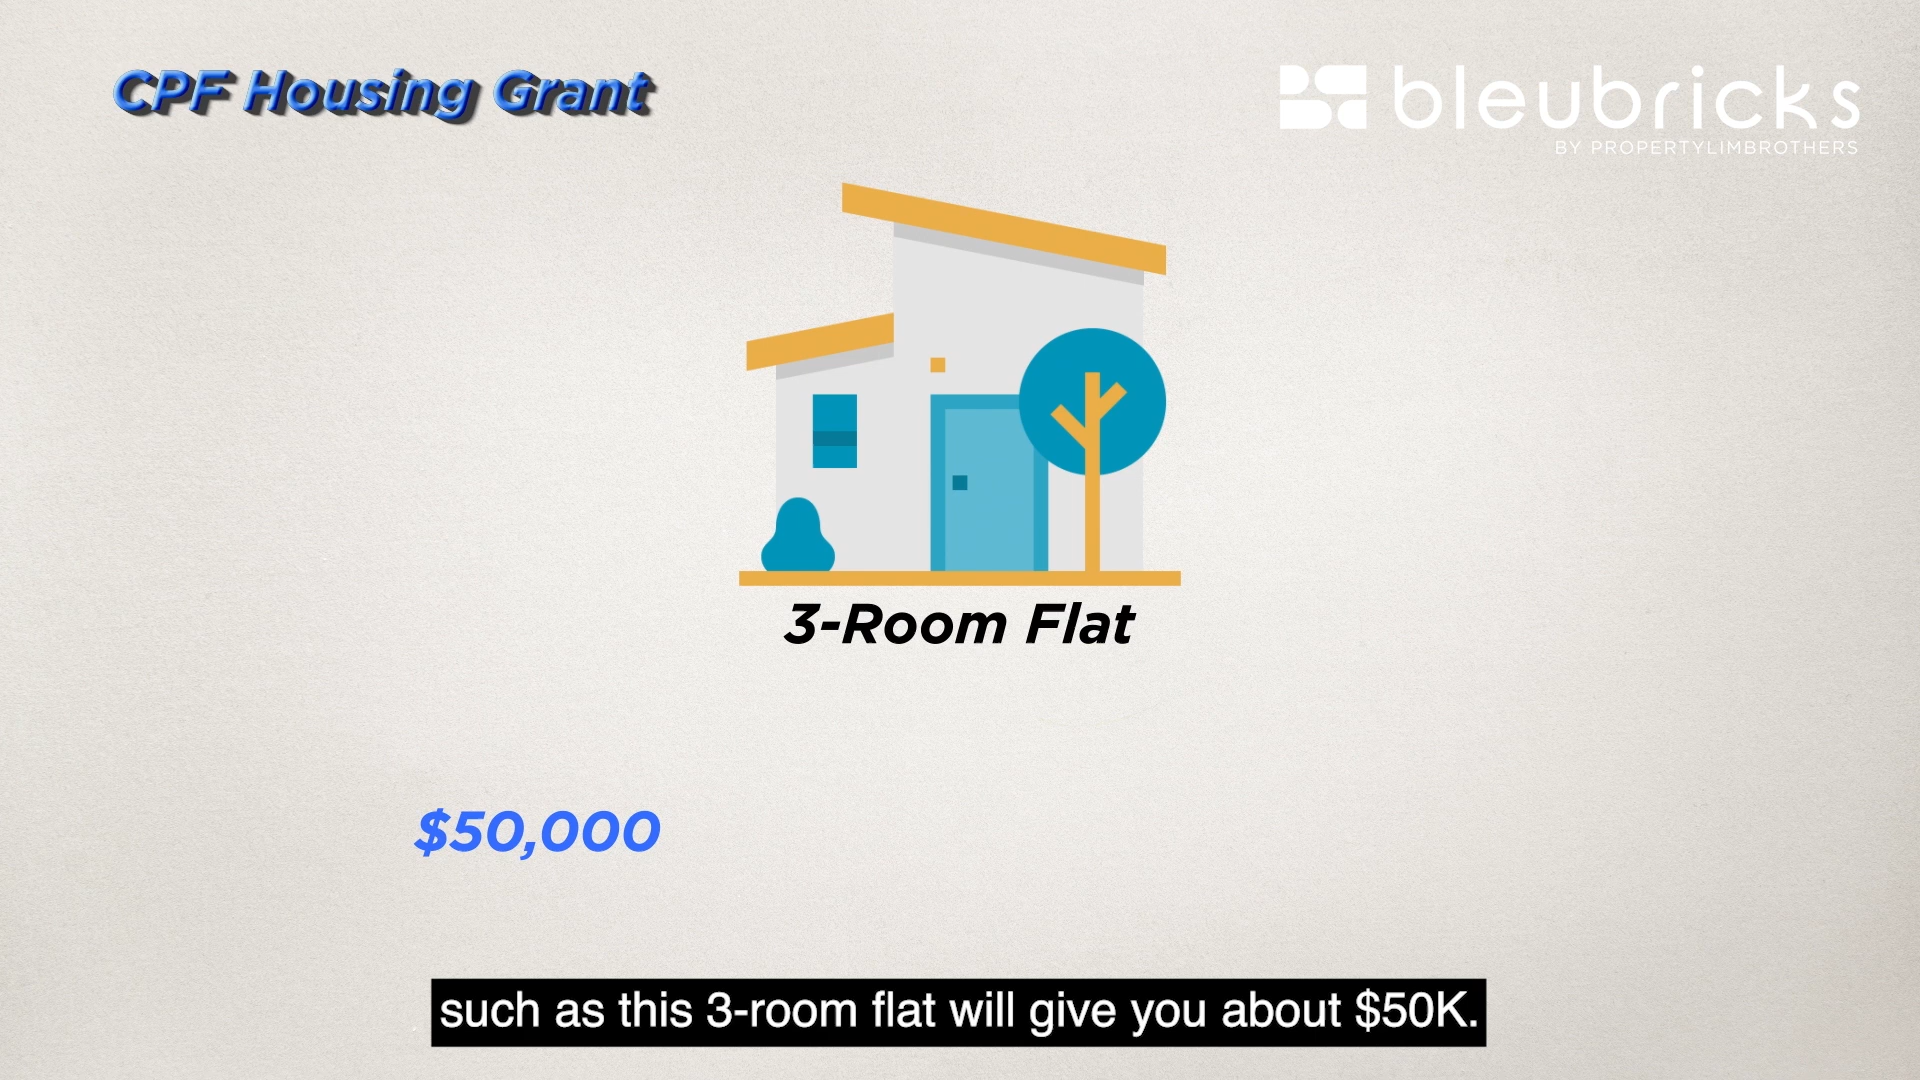 CPF Housing Grant
bleubricks
BY PROPERTYLIMBROTHERS
3-Room Flat
$50,000
such as this 3-room flat will give you about $50K.